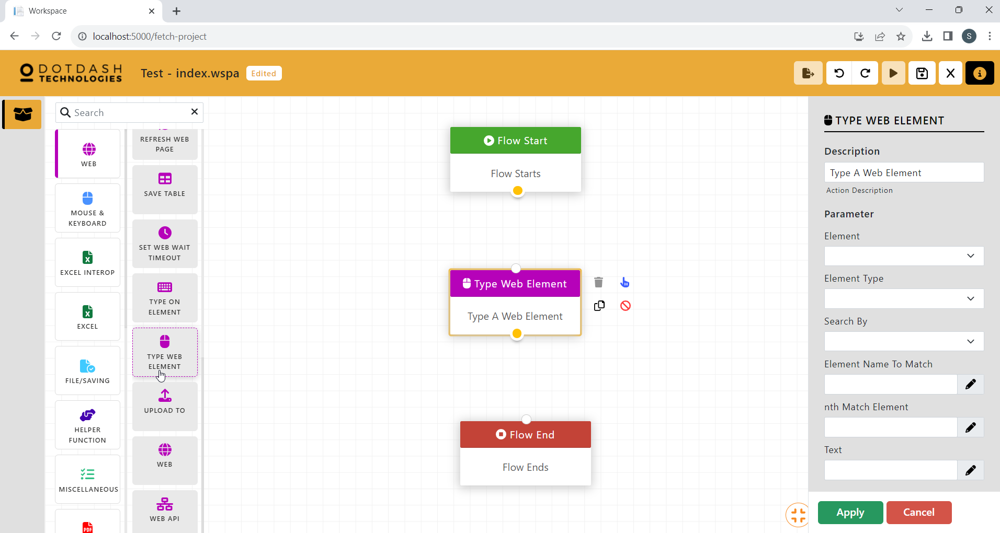 Workspace
localhost:5000/fetch-project
S
DOTDASH
TECHNOLOGIES
Test - index.wspa
Edited
Search
WEB
MOUSE &
KEYBOARD
EXCEL INTEROP
EXCEL
FILE/SAVING
HELPER
FUNCTION
MISCELLANEOUS
PDF
REFRESH WEB
PAGE
SAVE TABLE
SET WEB WAIT
TIMEOUT
TYPE ON
ELEMENT
TYPE WEB
ELEMENT
UPLOAD TO
WEB
WEB API
Flow Start
Flow Starts
Type Web Element
Type A Web Element
Flow End
Flow Ends
TYPE WEB ELEMENT
Description
Type A Web Element
Action Description
Parameter
Element
Element Type
Search By
Element Name To Match
nth Match Element
Text
Apply
Cancel